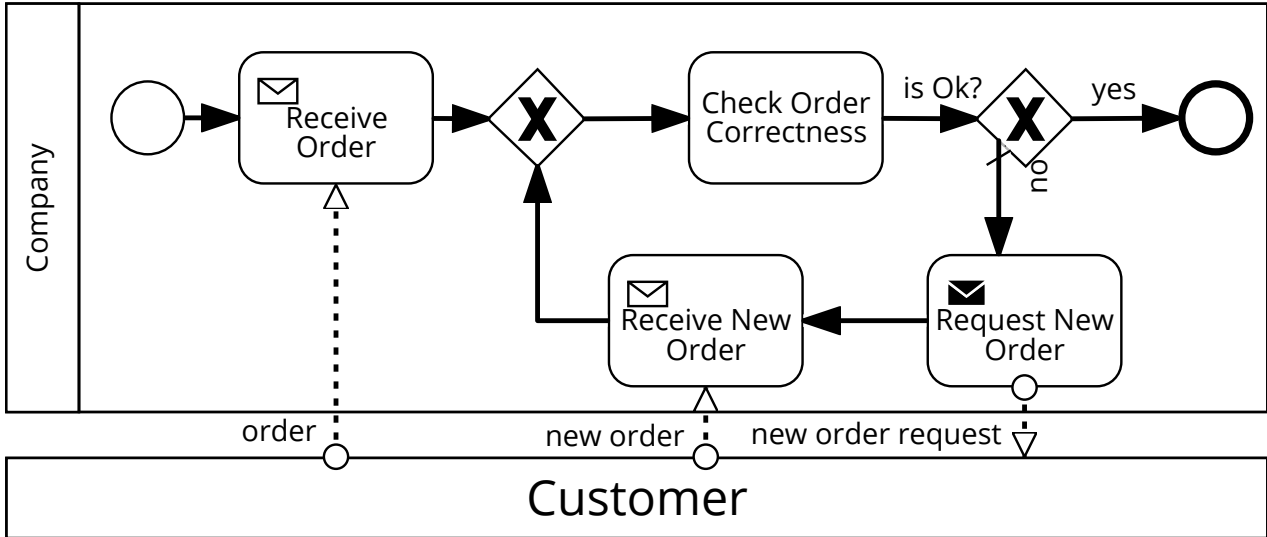 Company
Receive
Order
Check Order
Correctness
is Ok?
yes
no
Receive New
Order
Request New
Order
order
new order
new order request
Customer